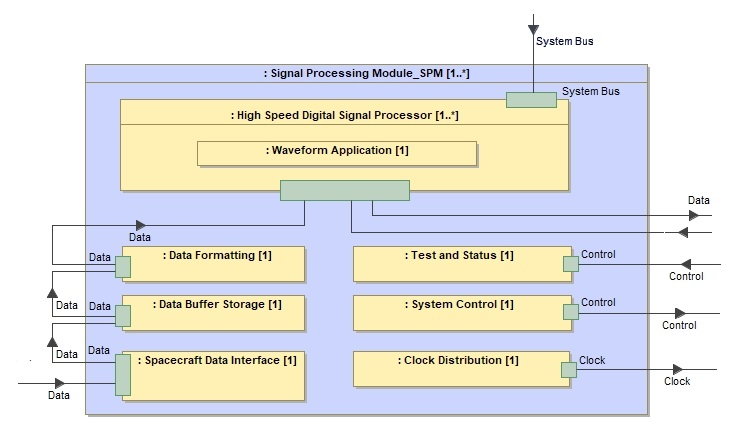 System Bus
: Signal Processing Module_SPM [1..*]
System Bus
: High Speed Digital Signal Processor [1..*]
: Waveform Application [1]
Data
Data
Data
: Data Formatting [1]
: Test and Status [1]
Control
Control
Data
Data
: Data Buffer Storage [1]
: System Control [1]
Control
Control
Data
Data
: Spacecraft Data Interface [1]
: Clock Distribution [1]
Clock
Clock
Data